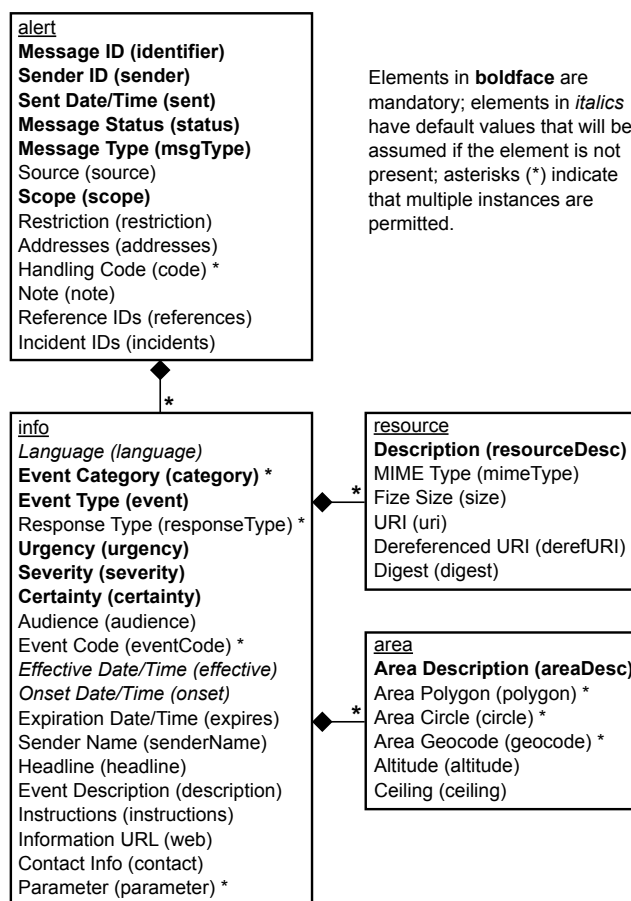 alert
Message ID (identifier)
Sender ID (sender)
Sent Date/Time (sent)
Message Status (status)
Message Type (msgType)
Source (source)
Scope (scope)
Restriction (restriction)
Addresses (addresses)
Handling Code (code) *
Note (note)
Reference IDs (references)
Incident IDs (incidents)
Elements in boldface are
mandatory; elements in italics
have default values that will be
assumed if the element is not
present; asterisks (*) indicate
that multiple instances are
permitted.
*
info
Language (language)
Event Category (category) *
Event Type (event)
Response Type (responseType) *
Urgency (urgency)
Severity (severity)
Certainty (certainty)
Audience (audience)
Event Code (eventCode) *
Effective Date/Time (effective)
Onset Date/Time (onset)
Expiration Date/Time (expires)
Sender Name (senderName)
Headline (headline)
Event Description (description)
Instructions (instructions)
Information URL (web)
Contact Info (contact)
Parameter (parameter) *
*
resource
Description (resourceDesc)
MIME Type (mimeType)
Fize Size (size)
URI (uri)
Dereferenced URI (derefURI)
Digest (digest)
*
area
Area Description (areaDesc)
Area Polygon (polygon) *
Area Circle (circle) *
Area Geocode (geocode) *
Altitude (altitude)
Ceiling (ceiling)